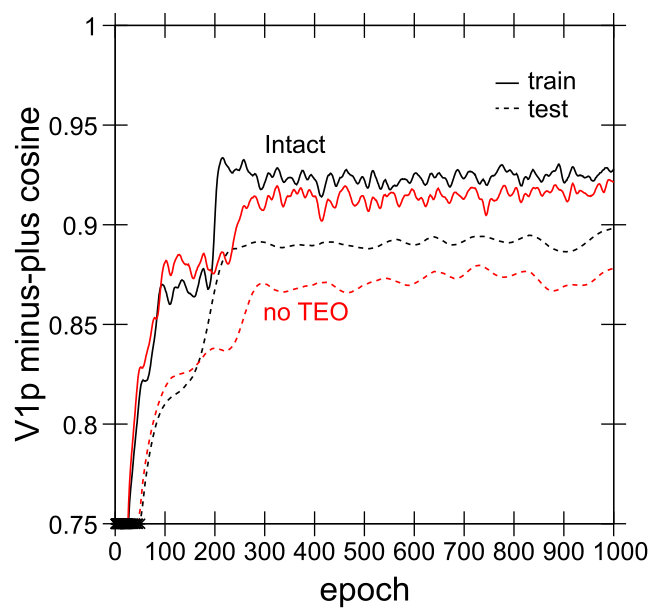 1
0.95
0.9
0.85
0.8
0.75
V1p minus-plus cosine
train
test
Intact
no TEO
0 100 200 300 400 500 600 700 800 900 1000
epoch